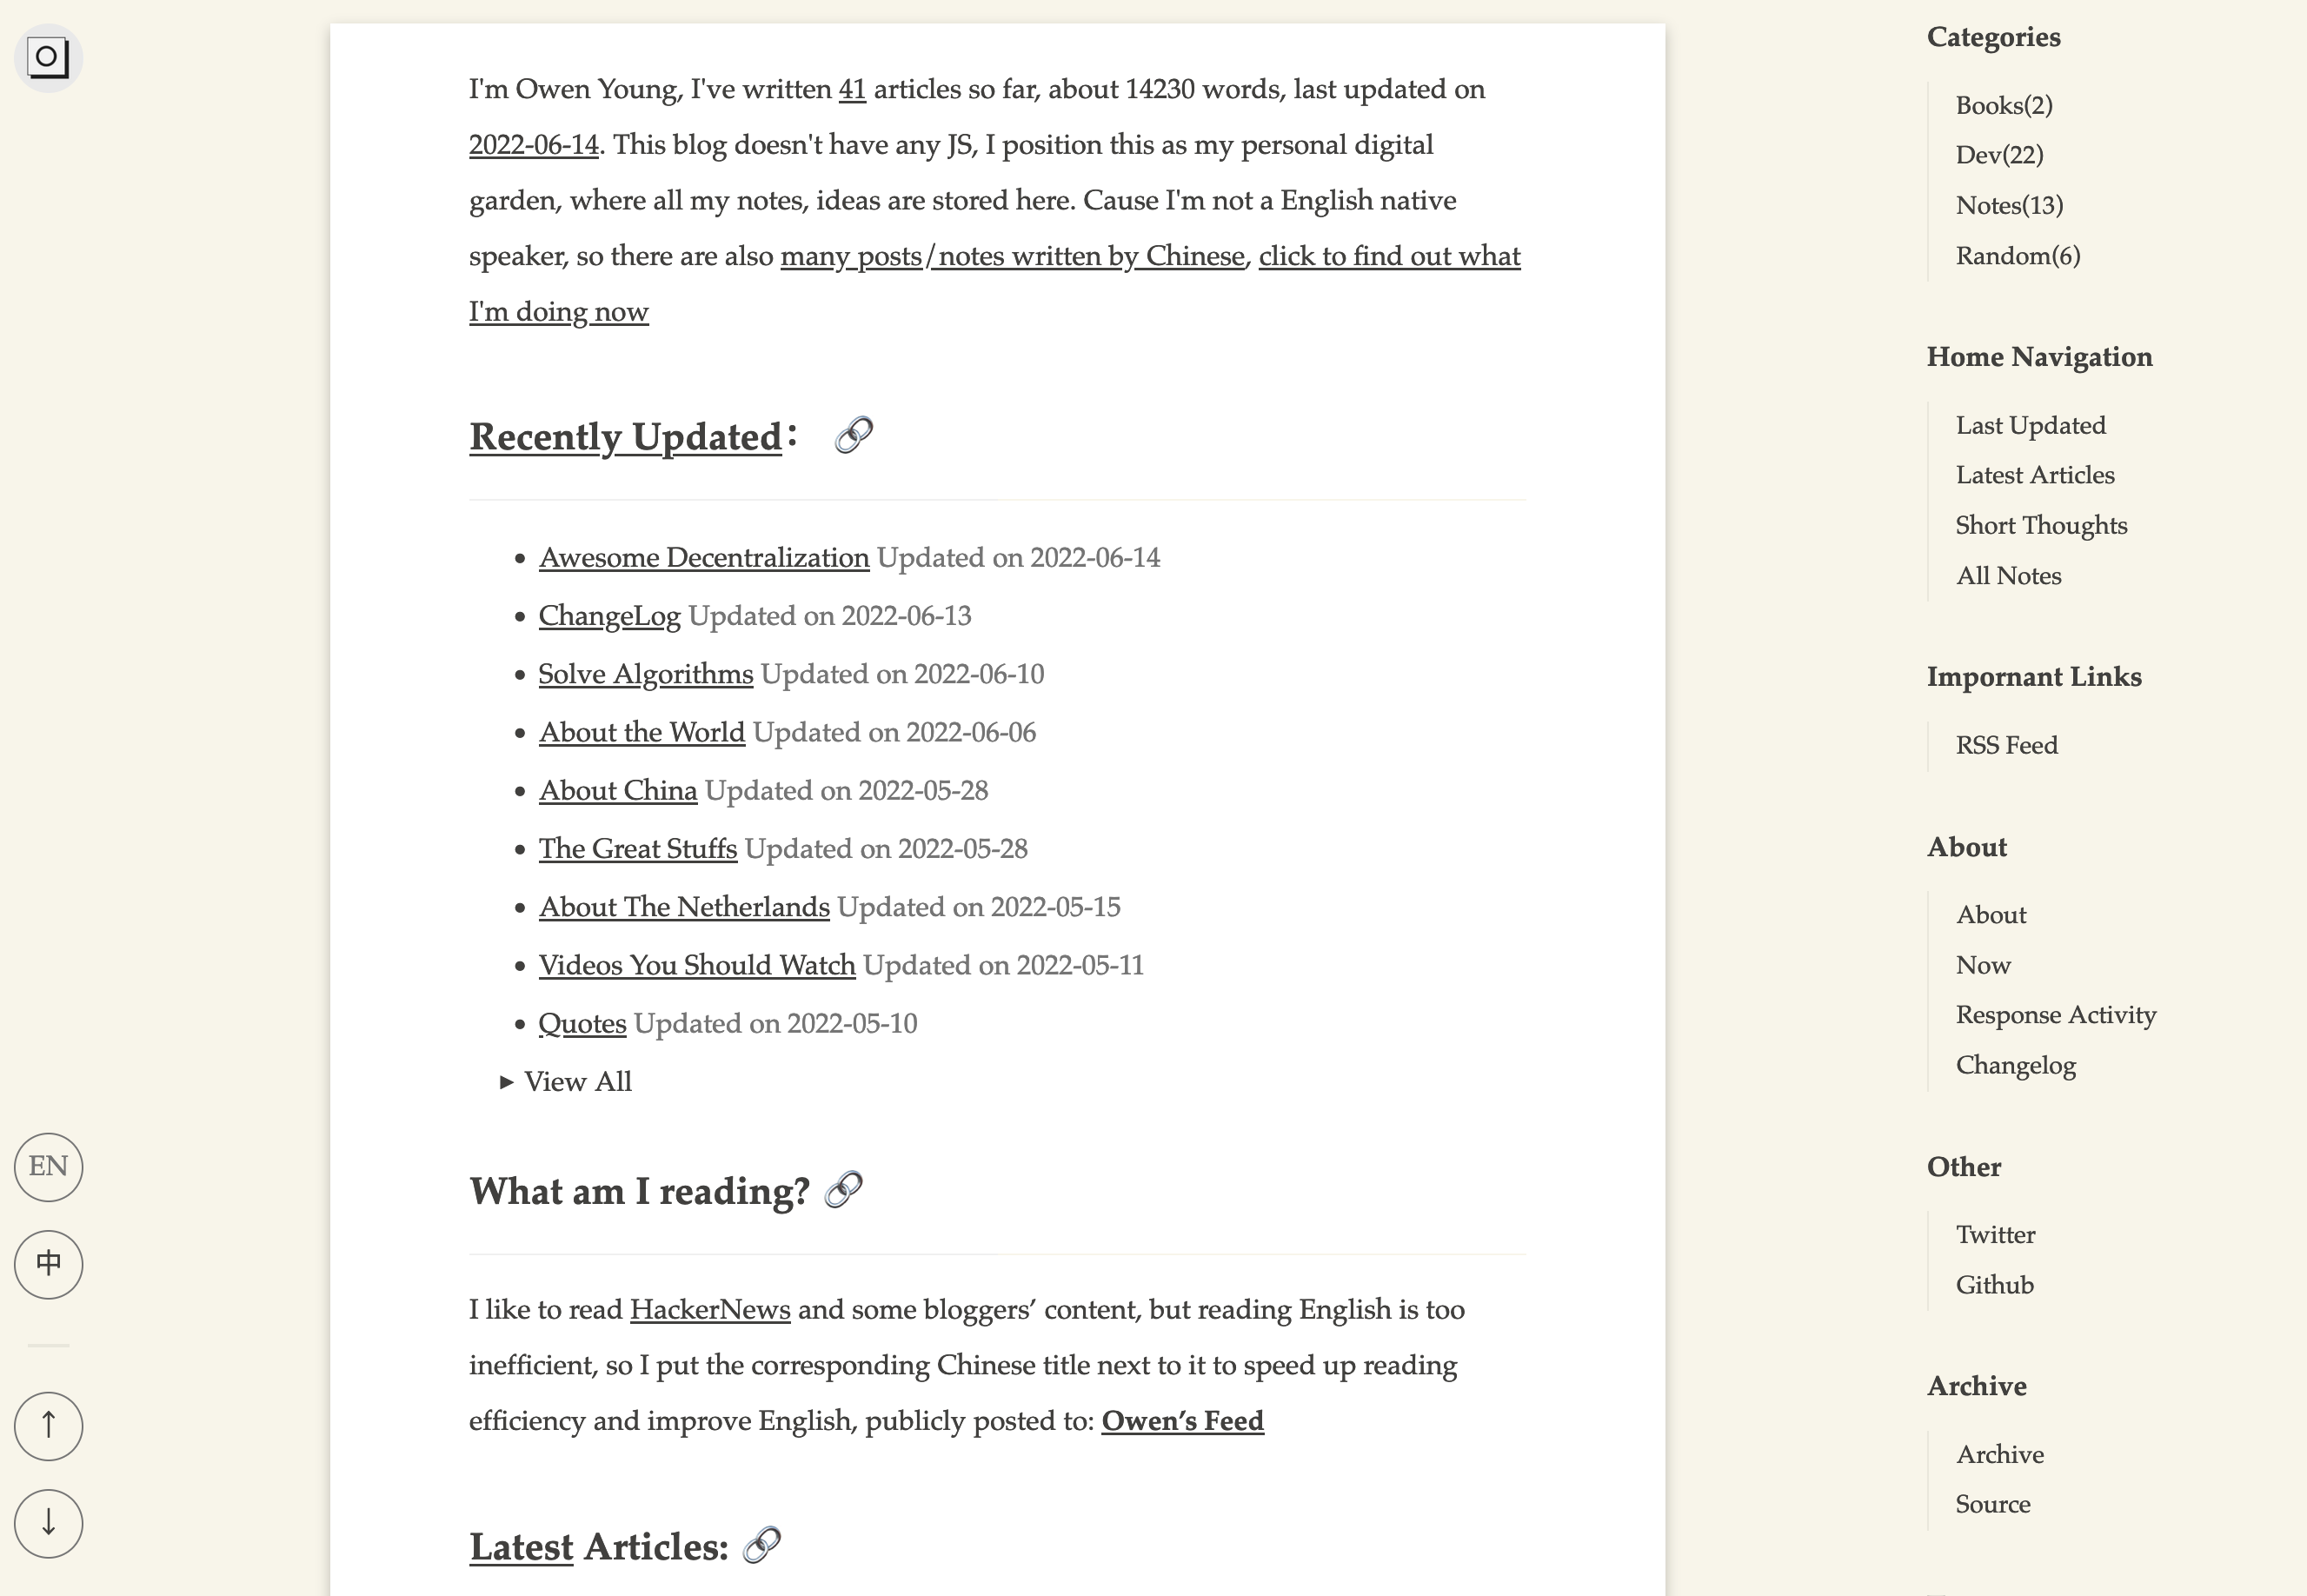 I'm Owen Young, I've written 41 articles so far, about 14230 words, last updated on
2022-06-14. This blog doesn't have any JS, I position this as my personal digital
garden, where all my notes, ideas are stored here. Cause I'm not a English native
speaker, so there are also many posts/notes written by Chinese, click to find out what
I'm doing now
Recently Updated：
Awesome Decentralization Updated on 2022-06-14
ChangeLog Updated on 2022-06-13
Solve Algorithms Updated on 2022-06-10
About the World Updated on 2022-06-06
About China Updated on 2022-05-28
The Great Stuffs Updated on 2022-05-28
About The Netherlands Updated on 2022-05-15
Videos You Should Watch Updated on 2022-05-11
Quotes Updated on 2022-05-10
View All
What am I reading?
I like to read HackerNews and some bloggers’ content, but reading English is too
inefficient, so I put the corresponding Chinese title next to it to speed up reading
efficiency and improve English, publicly posted to: Owen’s Feed
Latest Articles:
EN
中
Categories
Books(2)
Dev(22)
Notes(13)
Random(6)
Home Navigation
Last Updated
Latest Articles
Short Thoughts
All Notes
Impornant Links
RSS Feed
About
About
Now
Response Activity
Changelog
Other
Twitter
Github
Archive
Archive
Source